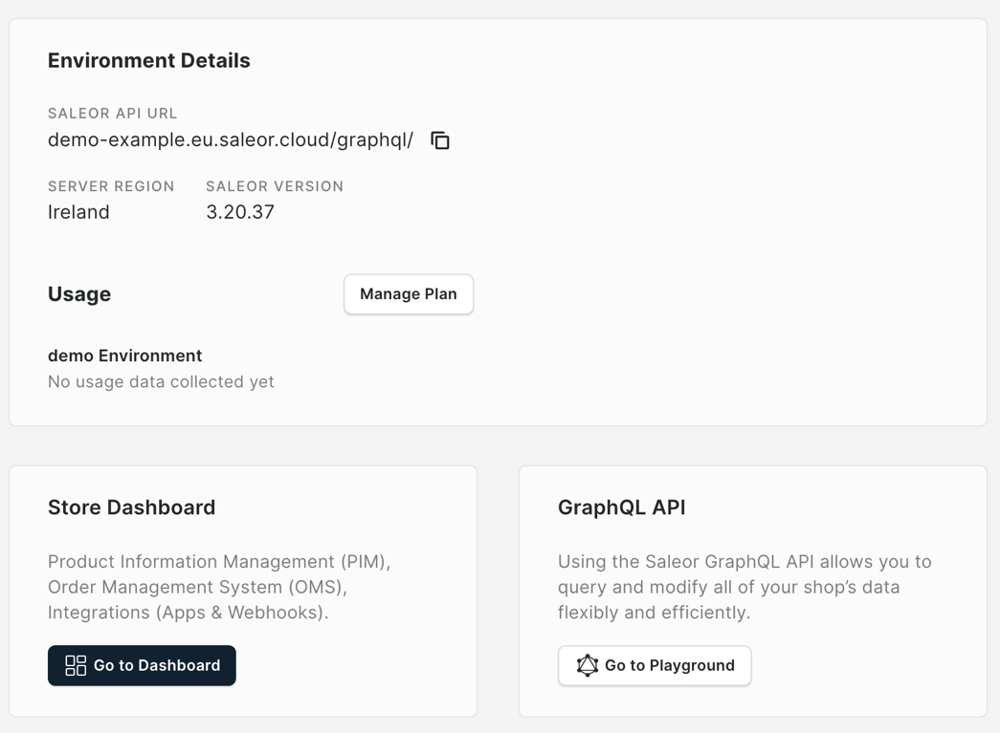 Environment Details
SALEOR API URL
demo-example.eu.saleor.cloud/graphql/
SERVER REGION
SALEOR VERSION
Ireland
3.20.37
Usage
Manage Plan
demo Environment
No usage data collected yet
Store Dashboard
Product Information Management (PIM),
Order Management System (OMS),
Integrations (Apps & Webhooks).
Go to Dashboard
GraphQL API
Using the Saleor GraphQL API allows you to
query and modify all of your shop’s data
flexibly and efficiently.
Go to Playground